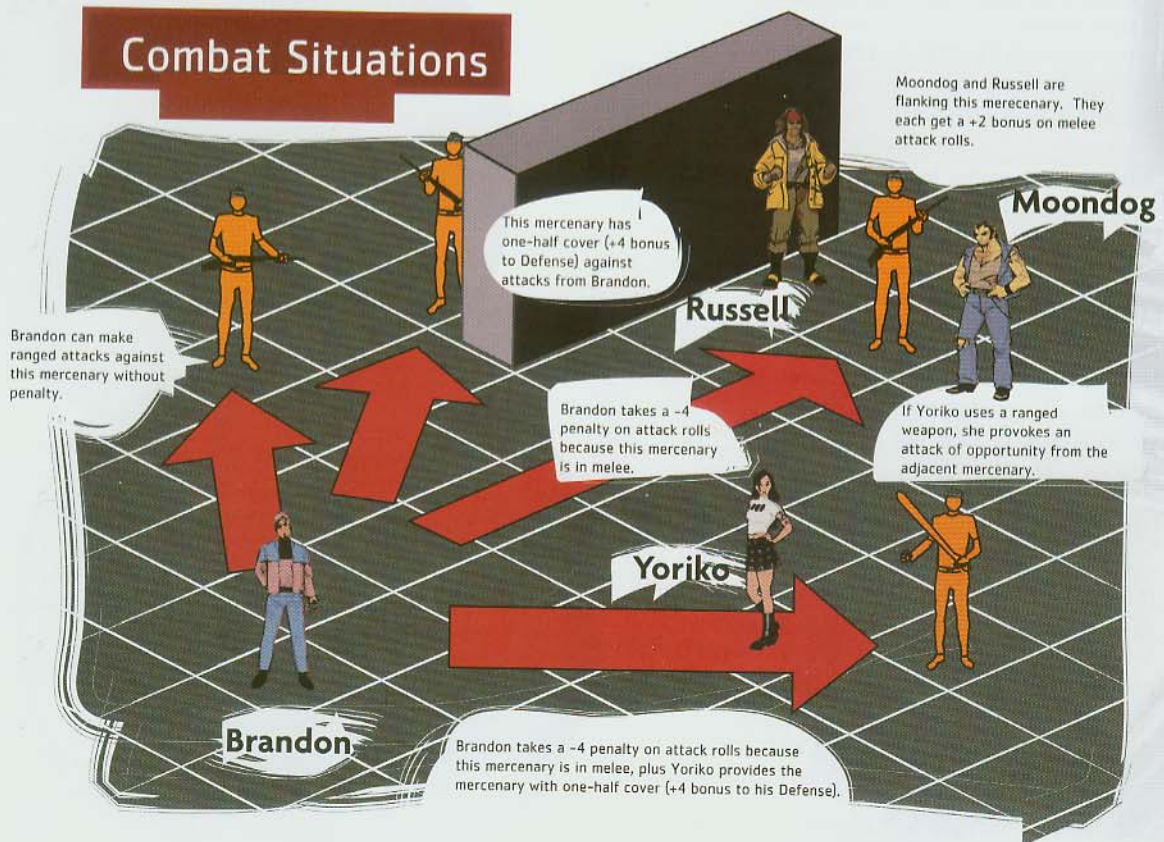 Combat Situations
Moondog and Russell are
flanking this merecenary. They
each get a +2 bonus on melee
attack rolls.
Moondog
This mercenary has
one-half cover (+4 bonus
to Defense) against
attacks from Brandon.
Russell
Brandon can make
ranged attacks against
this mercenary without
penalty.
Brandon takes a -4
penalty on attack rolls
because this mercenary
is in melee.
If Yoriko uses a ranged
weapon, she provokes an
attack of opportunity from the
adjacent mercenary.
Yoriko
Brandon
Brandon takes a -4 penalty on attack rolls because
this mercenary is in melee, plus Yoriko provides the
mercenary with one-half cover (+4 bonus to his Defense).